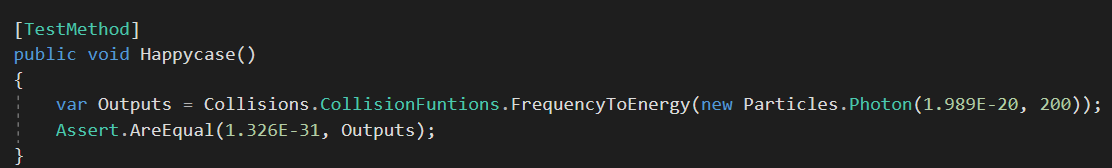 [TestMethod]
public void Happycase()
{
var Outputs = Collisions.CollisionFuntions.FrequencyToEnergy(new Particles.Photon(1.989E-20, 200));
Assert.AreEqual(1.326E-31, Outputs);
}